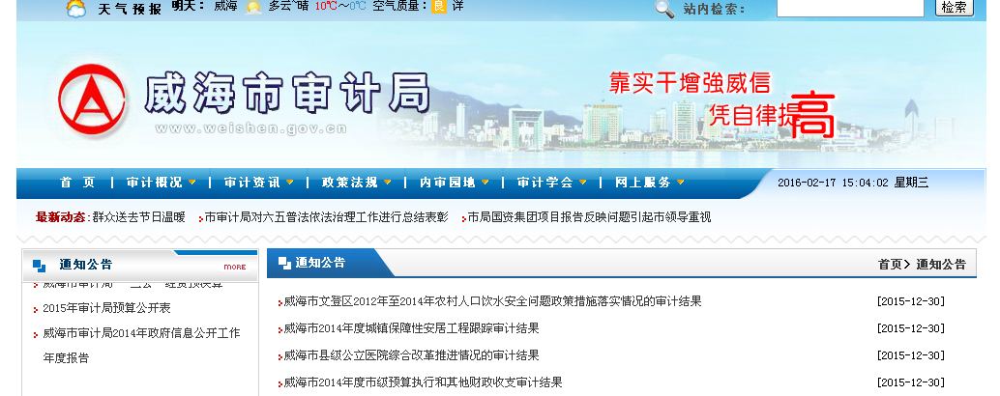 天气预报 明天： 威海 多云~晴 10℃～0℃ 空气质量：良 洋
站内检索： 检索
威海市审计局
www.weishen.gov.cn
靠实干增強威信
凭自律提高
首 页 | 审计概况 | 审计资讯 | 政策法规 | 内审园地 | 审计学会 | 网上服务
2016-02-17 15:04:02 星期三
最新动态: 群众送去节日温暖 市审计局对六五普法依法治理工作进行总结表彰 市局国资集团项目报告反映问题引起市领导重视
通知公告 MORE
威海市审计局"三公"经费预决算
2015年审计局预算公开表
威海市审计局2014年政府信息公开工作
年度报告
通知公告 首页> 通知公告
威海市文登区2012年至2014年农村人口饮水安全问题政策措施落实情况的审计结果 [2015-12-30]
威海市2014年度城镇保障性安居工程跟踪审计结果 [2015-12-30]
威海市县级公立医院综合改革推进情况的审计结果 [2015-12-30]
威海市2014年度市级预算执行和其他财政收支审计结果 [2015-12-30]